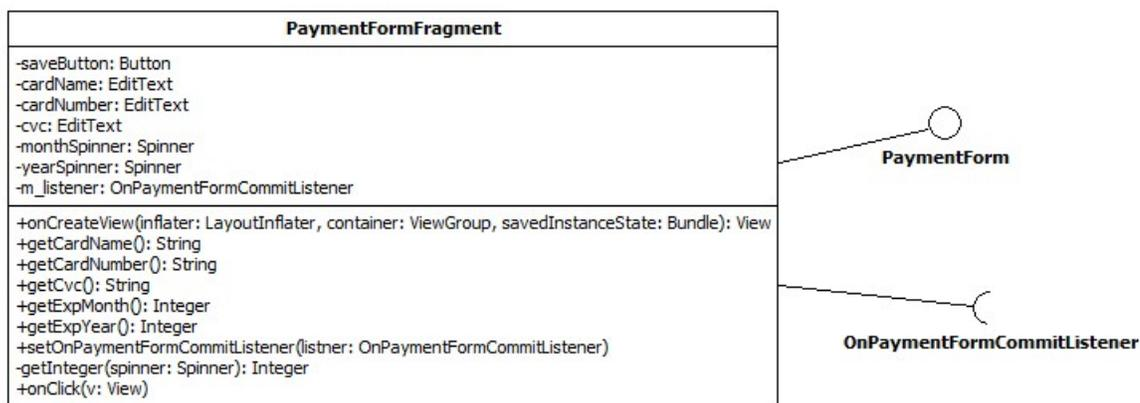 PaymentFormFragment
-saveButton: Button
-cardName: EditText
-cardNumber: EditText
-cvc: EditText
-monthSpinner: Spinner
-yearSpinner: Spinner
-m_listener: OnPaymentFormCommitListener
+onCreateView(inflater: LayoutInflater, container: ViewGroup, savedInstanceState: Bundle): View
+getCardName(): String
+getCardNumber(): String
+getCvc(): String
+getExpMonth(): Integer
+getExpYear(): Integer
+setOnPaymentFormCommitListener(listner: OnPaymentFormCommitListener)
-getInteger(spinner: Spinner): Integer
+onClick(v: View)
PaymentForm
OnPaymentFormCommitListener